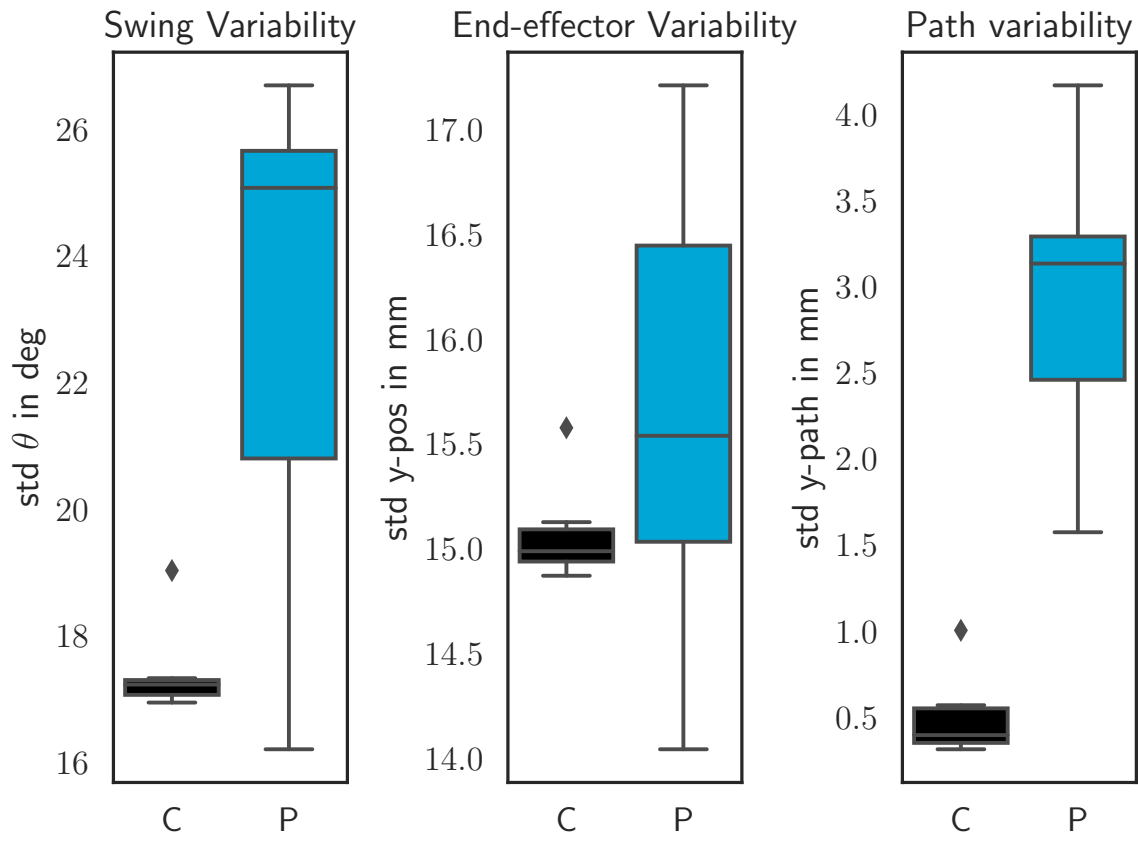 Swing Variability
End-effector Variability
Path variability
std θ in deg
26
24
22
20
18
16
C
P
std y-pos in mm
17.0
16.5
16.0
15.5
15.0
14.5
14.0
C
P
std y-path in mm
4.0
3.5
3.0
2.5
2.0
1.5
1.0
0.5
C
P